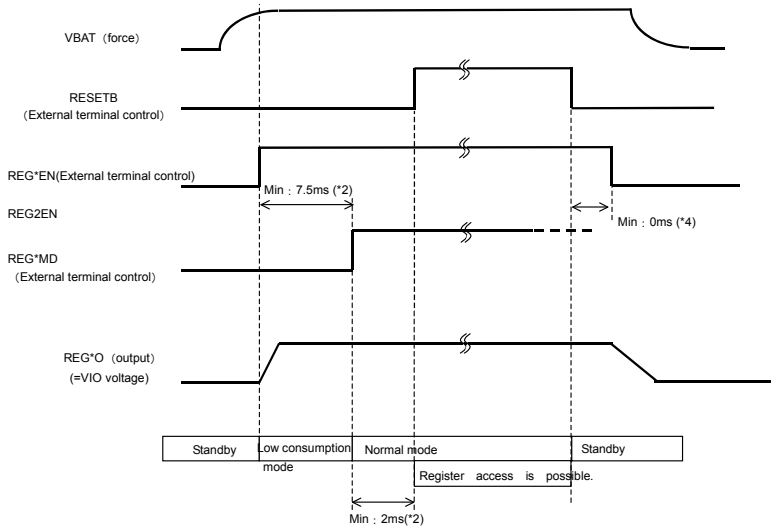 VBAT（force）
RESETB
（External terminal control）
REG*EN(External terminal control)
Min : 7.5ms (*2)
REG2EN
Min : 0ms (*4)
REG*MD
（External terminal control）
REG*O（output）
(=VIO voltage)
Standby
Low consumption
mode
Normal mode
Standby
Register access is possible.
Min : 2ms(*2)